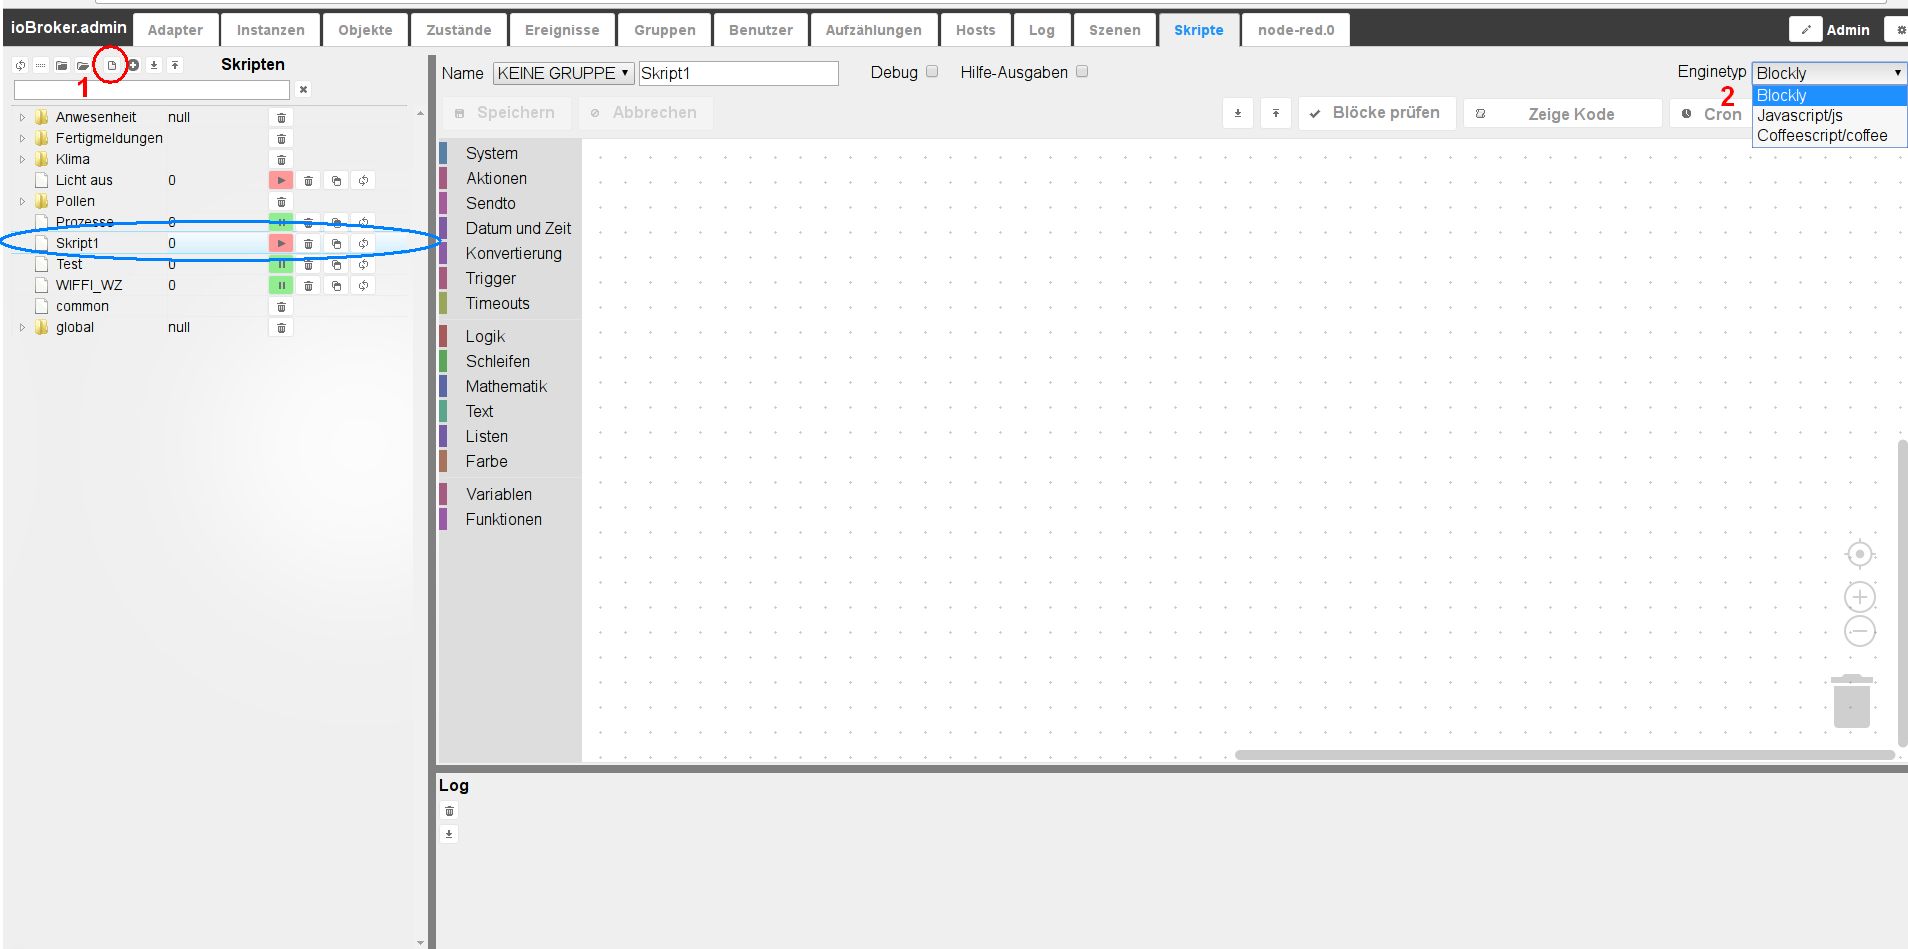 ioBroker.admin Adapter Instanzen Objekte Zustände Ereignisse Gruppen Benutzer Aufzählungen Hosts Log Szenen Skripte node-red.0 Admin
Skripten
1
Name KEINE GRUPPE Skript1 Debug Hilfe-Ausgaben Enginetyp Blockly
2 Blockly
Javascript/js
Coffeescript/coffee
Speichern Abbrechen Blöcke prüfen Zeige Kode Cron
Anwesenheit null
Fertigmeldungen
Klima
Licht aus 0
Pollen
Prozesse 0
Skript1 0
Test 0
WIFFI_WZ 0
common
global null
System
Aktionen
Sendto
Datum und Zeit
Konvertierung
Trigger
Timeouts
Logik
Schleifen
Mathematik
Text
Listen
Farbe
Variablen
Funktionen
Log